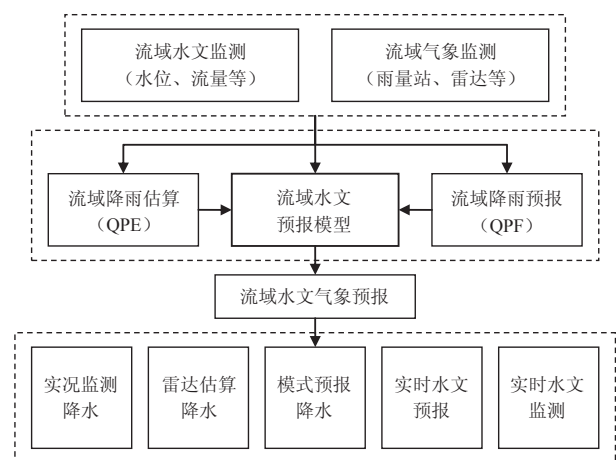 流域水文监测
（水位、流量等）
流域气象监测
（雨量站、雷达等）
流域降雨估算
（QPE）
流域水文
预报模型
流域降雨预报
（QPF）
流域水文气象预报
实况监测
降水
雷达估算
降水
模式预报
降水
实时水文
预报
实时水文
监测